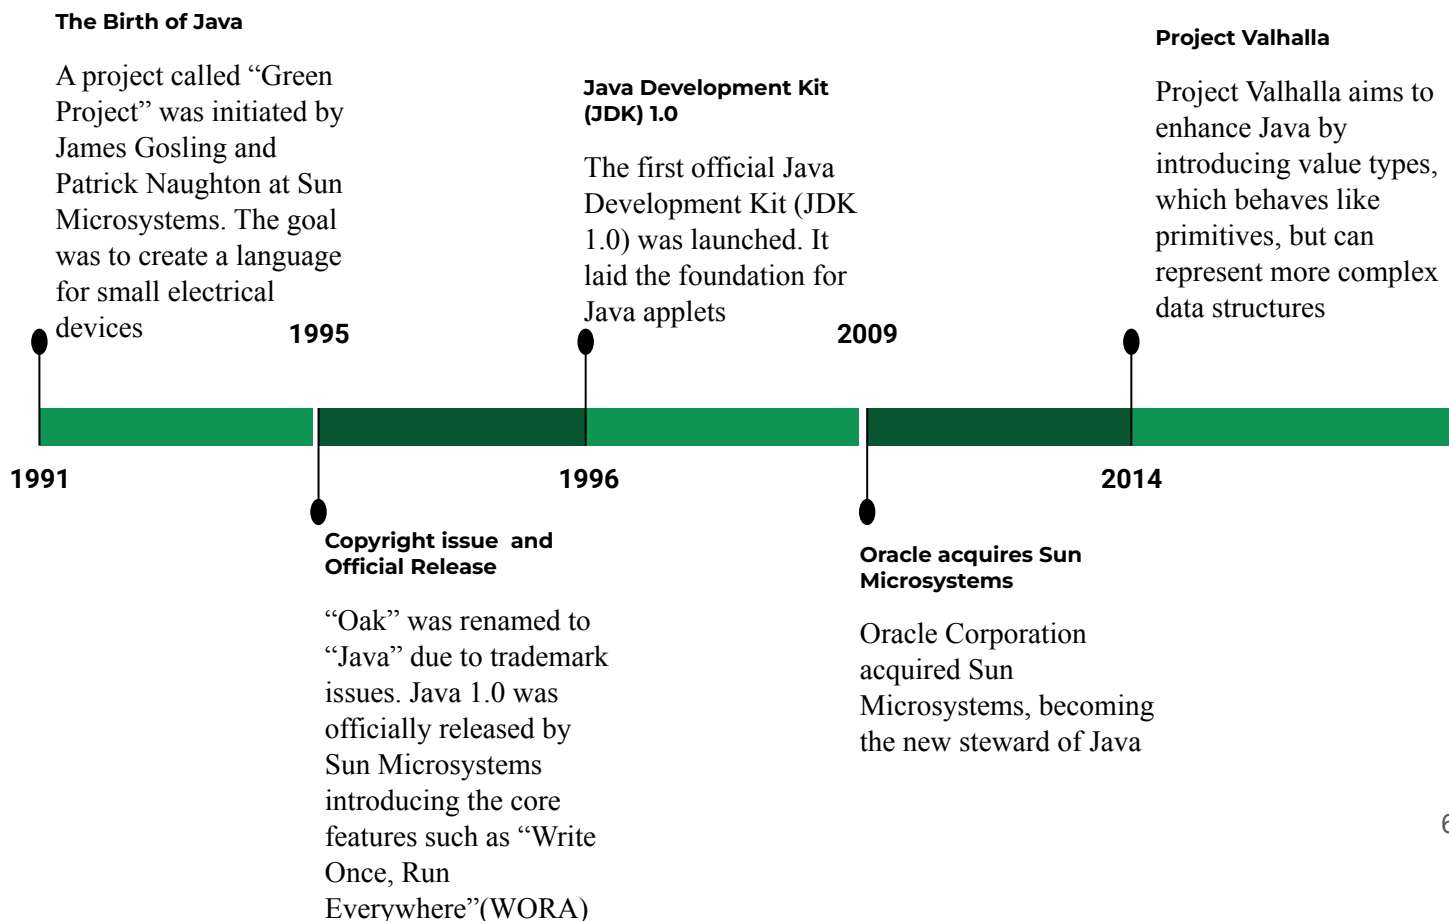 The Birth of Java
A project called “Green
Project” was initiated by
James Gosling and
Patrick Naughton at Sun
Microsystems. The goal
was to create a language
for small electrical
devices
1991
1995
Copyright issue  and
Official Release
“Oak” was renamed to
“Java” due to trademark
issues. Java 1.0 was
officially released by
Sun Microsystems
introducing the core
features such as “Write
Once, Run
Everywhere”(WORA)
Java Development Kit
(JDK) 1.0
The first official Java
Development Kit (JDK
1.0) was launched. It
laid the foundation for
Java applets
1996
2009
Oracle acquires Sun
Microsystems
Oracle Corporation
acquired Sun
Microsystems, becoming
the new steward of Java
Project Valhalla
Project Valhalla aims to
enhance Java by
introducing value types,
which behaves like
primitives, but can
represent more complex
data structures
2014
6